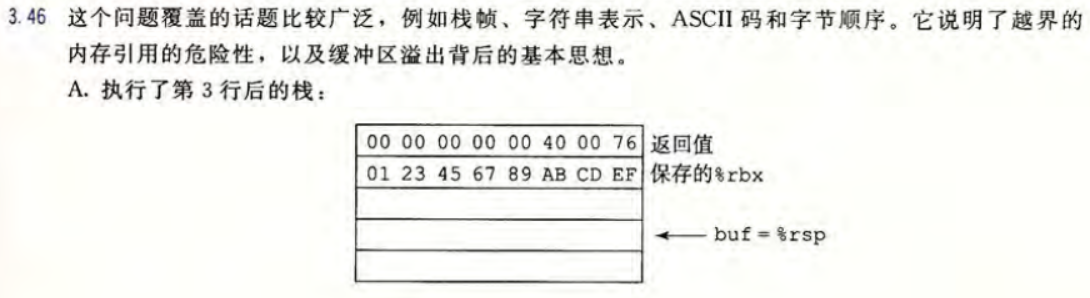 3.46 这个问题覆盖的话题比较广泛，例如栈帧、字符串表示、ASCII 码和字节顺序。它说明了越界的
内存引用的危险性，以及缓冲区溢出背后的基本思想。
A. 执行了第 3 行后的栈：
00 00 00 00 00 40 00 76 返回值
01 23 45 67 89 AB CD EF 保存的%rbx
buf = %rsp